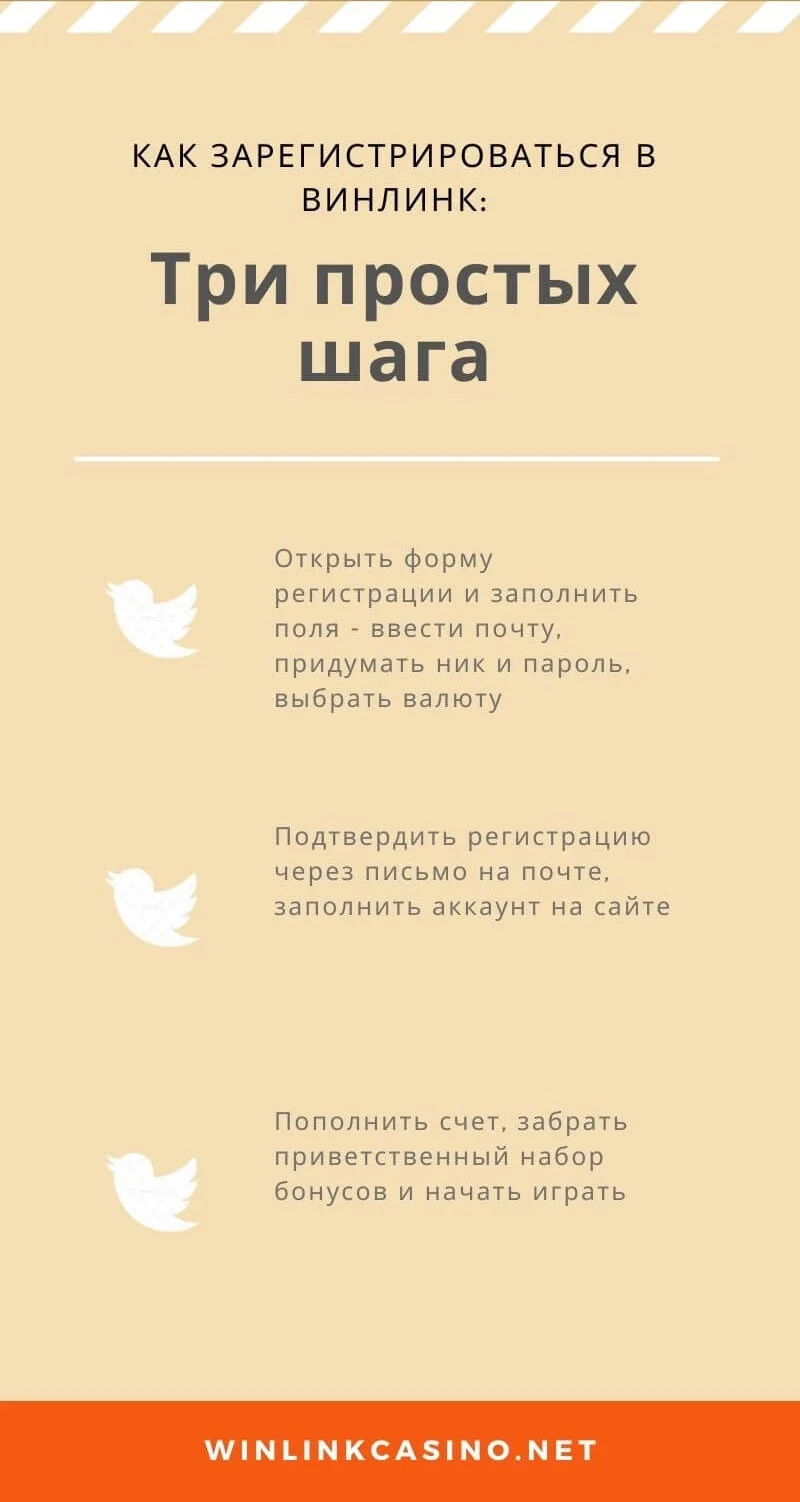 КАК ЗАРЕГИСТРИРОВАТЬСЯ В
ВИНЛИНК:
Три простых
шага
Открыть форму
регистрации и заполнить
поля - ввести почту,
придумать ник и пароль,
выбрать валюту
Подтвердить регистрацию
через письмо на почте,
заполнить аккаунт на сайте
Пополнить счет, забрать
приветственный набор
бонусов и начать играть
WINLINKCASINO.NET